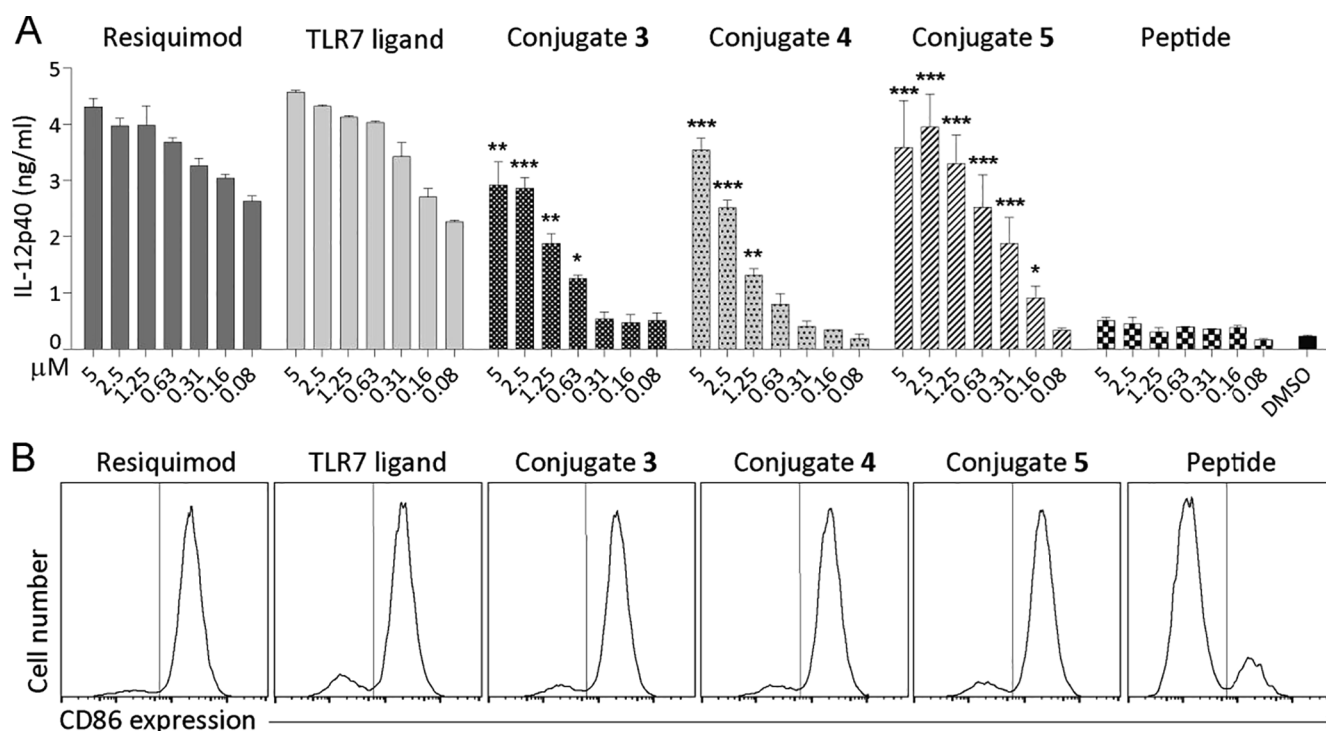 A
Resiquimod TLR7 ligand Conjugate 3 Conjugate 4 Conjugate 5 Peptide
IL-12p40 (ng/ml)
5
4
3
2
1
0
** *** ** *
*** *** **
*** *** *** *** *** *
μM
5 2.5 1.25 0.63 0.31 0.16 0.08 5 2.5 1.25 0.63 0.31 0.16 0.08 5 2.5 1.25 0.63 0.31 0.16 0.08 5 2.5 1.25 0.63 0.31 0.16 0.08 5 2.5 1.25 0.63 0.31 0.16 0.08 5 2.5 1.25 0.63 0.31 0.16 0.08 DMSO
B
Resiquimod TLR7 ligand Conjugate 3 Conjugate 4 Conjugate 5 Peptide
Cell number
CD86 expression